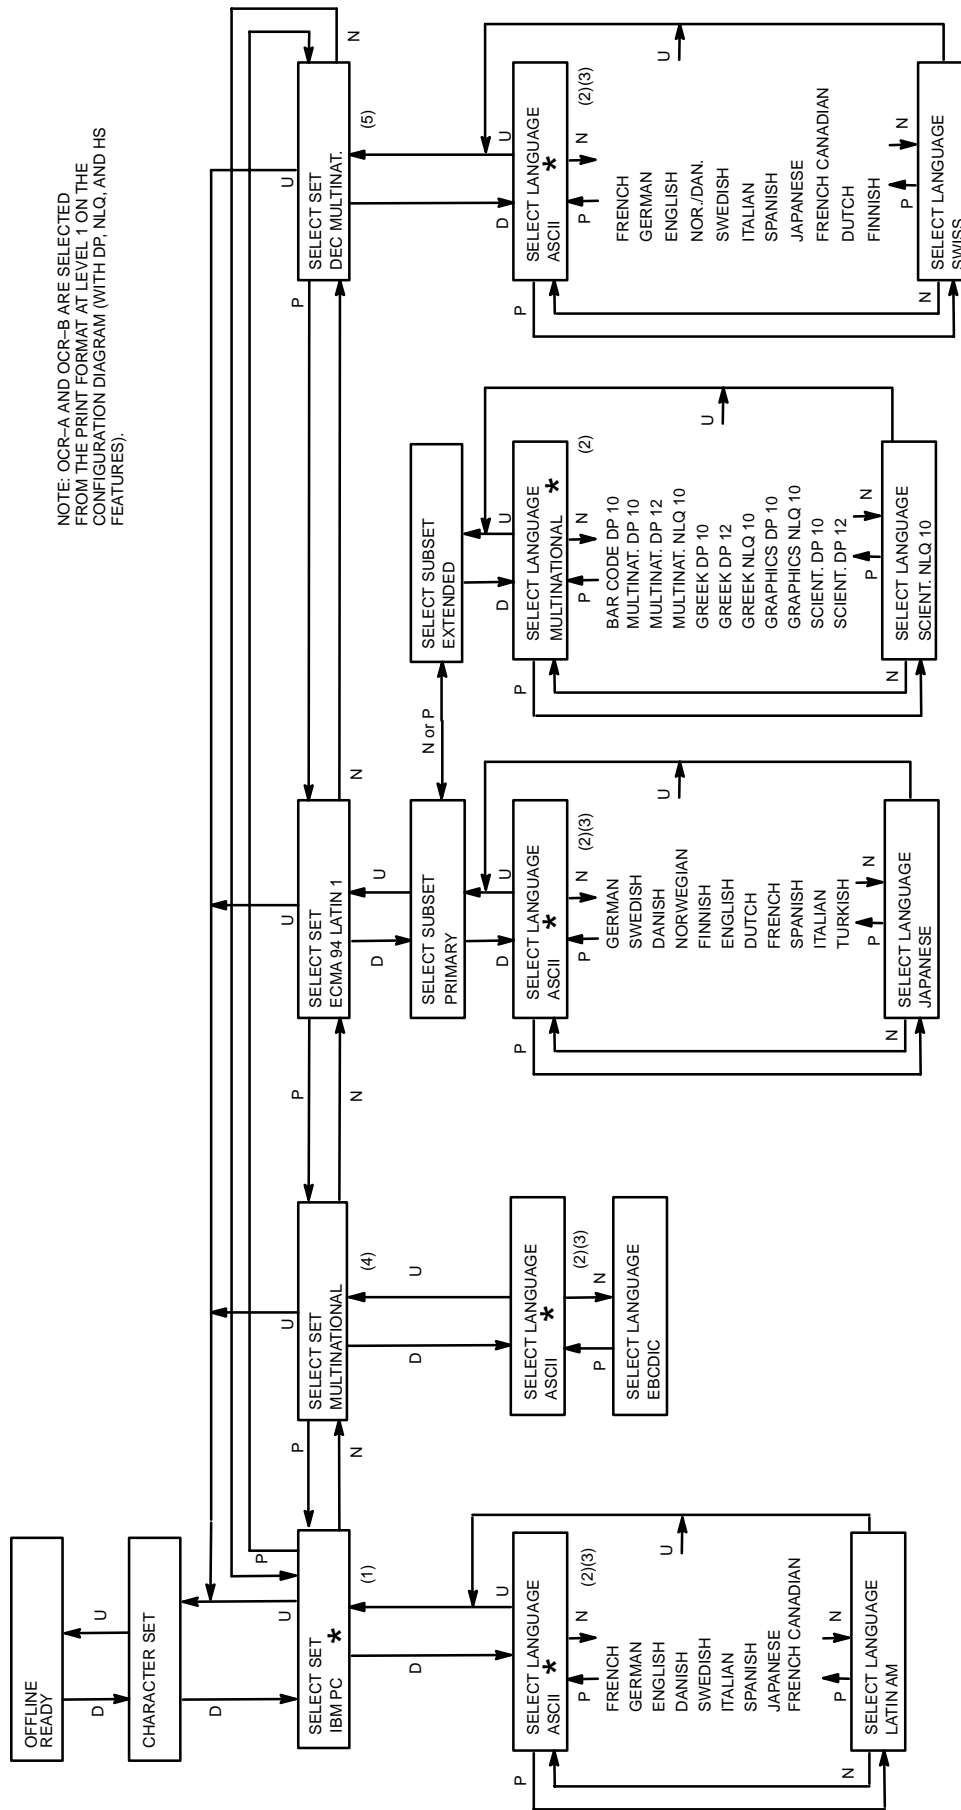 NOTE: OCR–A AND OCR–B ARE SELECTED
FROM THE PRINT FORMAT AT LEVEL 1 ON THE
CONFIGURATION DIAGRAM (WITH DP, NLQ, AND HS
FEATURES).
OFFLINE
READY
D
U
CHARACTER SET
D
U
P
SELECT SET
IBM PC *
(1)
P
N
U
SELECT SET
MULTINATIONAL
(4)
P
N
U
SELECT SET
ECMA 94 LATIN 1
P
N
U
SELECT SET
DEC MULTINAT.
(5)
N
D
U
SELECT LANGUAGE
ASCII *
(2)(3)
P
P
N
FRENCH
GERMAN
ENGLISH
DANISH
SWEDISH
ITALIAN
SPANISH
JAPANESE
FRENCH CANADIAN
U
P
N
N
SELECT LANGUAGE
LATIN AM
D
U
SELECT LANGUAGE
ASCII *
(2)(3)
P
N
SELECT LANGUAGE
EBCDIC
D
U
SELECT SUBSET
PRIMARY
N or P
SELECT SUBSET
EXTENDED
D
U
SELECT LANGUAGE
ASCII *
(2)(3)
P
P
N
GERMAN
SWEDISH
DANISH
NORWEGIAN
FINNISH
ENGLISH
DUTCH
FRENCH
SPANISH
ITALIAN
TURKISH
U
P
N
N
SELECT LANGUAGE
JAPANESE
D
U
SELECT LANGUAGE
MULTINATIONAL *
(2)
P
P
N
BAR CODE DP 10
MULTINAT. DP 10
MULTINAT. DP 12
MULTINAT. NLQ 10
GREEK DP 10
GREEK DP 12
GREEK NLQ 10
GRAPHICS DP 10
GRAPHICS NLQ 10
SCIENT. DP 10
SCIENT. DP 12
U
P
N
N
SELECT LANGUAGE
SCIENT. NLQ 10
D
U
SELECT LANGUAGE
ASCII *
(2)(3)
P
P
N
FRENCH
GERMAN
ENGLISH
NOR./DAN.
SWEDISH
ITALIAN
SPANISH
JAPANESE
FRENCH CANADIAN
DUTCH
FINNISH
U
P
N
N
SELECT LANGUAGE
SWISS